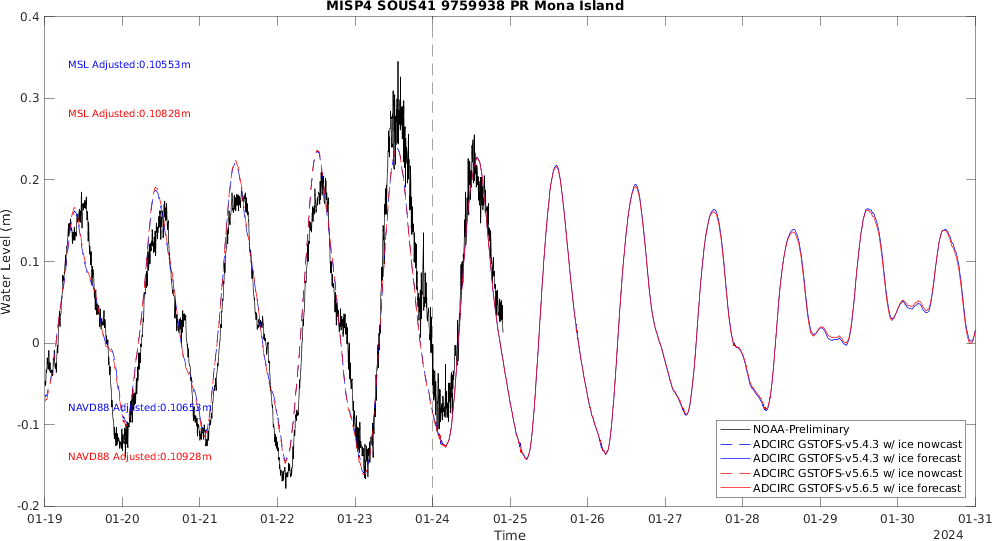 MISP4 SOUS41 9759938 PR Mona Island
0.4
0.3
0.2
0.1
0
-0.1
-0.2
Water Level (m)
MSL Adjusted:0.10553m
MSL Adjusted:0.10828m
NAVD88 Adjusted:0.10653m
NAVD88 Adjusted:0.10928m
NOAA-Preliminary
ADCIRC GSTOFS-v5.4.3 w/ ice nowcast
ADCIRC GSTOFS-v5.4.3 w/ ice forecast
ADCIRC GSTOFS-v5.6.5 w/ ice nowcast
ADCIRC GSTOFS-v5.6.5 w/ ice forecast
01-19 01-20 01-21 01-22 01-23 01-24 01-25 01-26 01-27 01-28 01-29 01-30 01-31
Time
2024